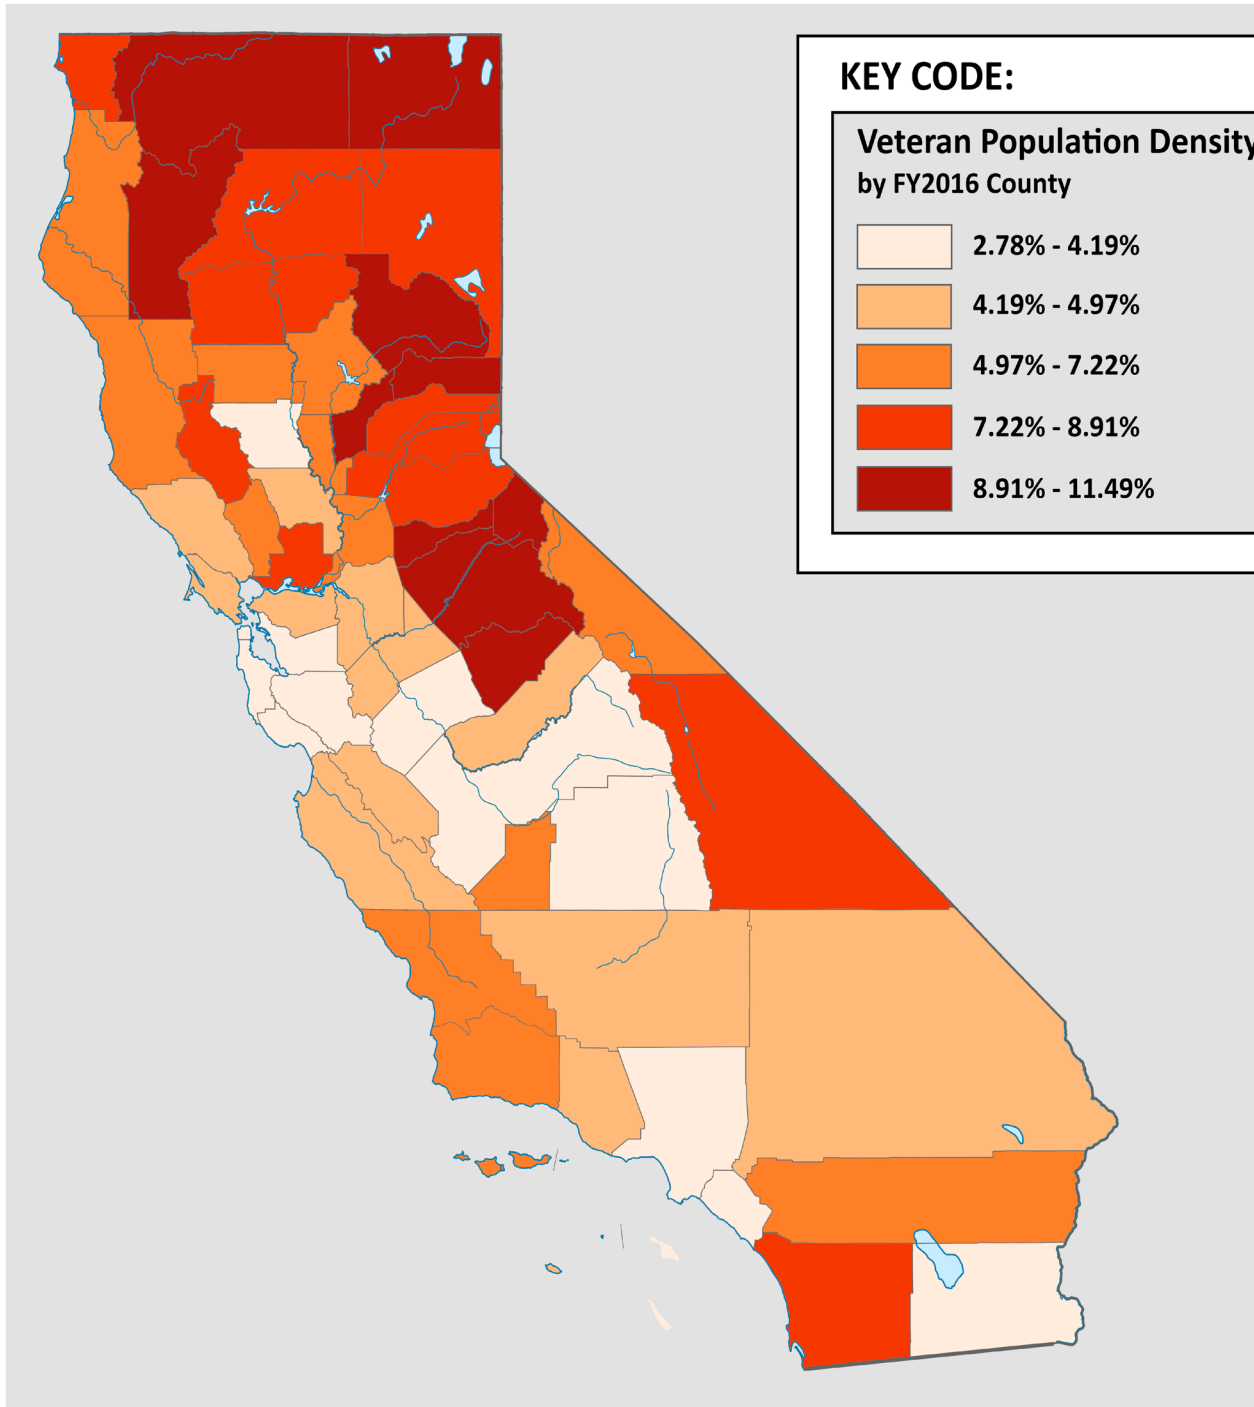 KEY CODE:
Veteran Population Density
by FY2016 County
2.78% - 4.19%
4.19% - 4.97%
4.97% - 7.22%
7.22% - 8.91%
8.91% - 11.49%